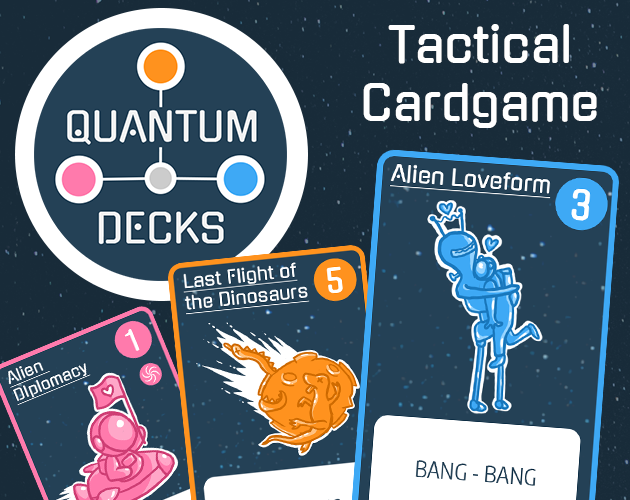 QUANTUM
DECKS
Tactical
Cardgame
Alien
Diplomacy
1
Last Flight of
the Dinosaurs
5
Alien Loveform
3
BANG - BANG